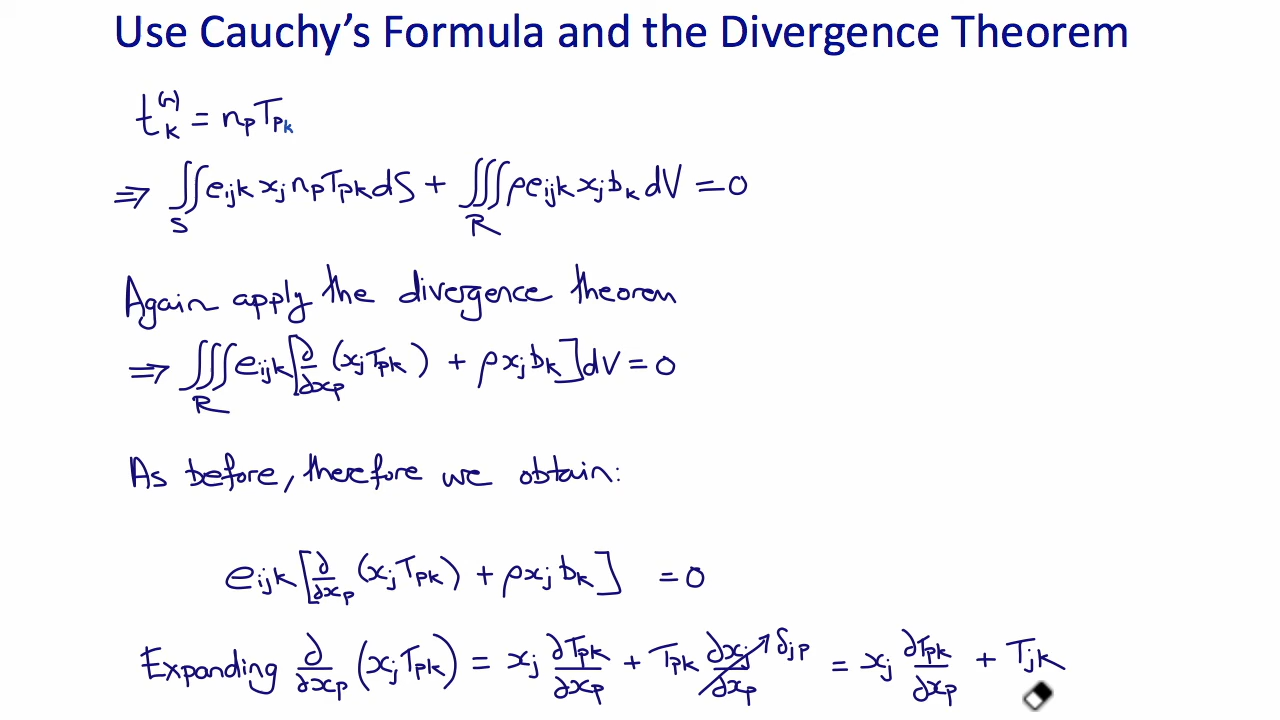 Use Cauchy's Formula and the Divergence Theorem
t_k^(n) = n_p T_pk
⇒ ∬_S e_ijk x_j n_p T_pk dS + ∭_R ρ e_ijk x_j b_k dV = 0
Again apply the divergence theorem
⇒ ∭_R e_ijk [∂/∂x_p (x_j T_pk) + ρ x_j b_k] dV = 0
As before, therefore we obtain:
e_ijk [∂/∂x_p (x_j T_pk) + ρ x_j b_k] = 0
Expanding ∂/∂x_p (x_j T_pk) = x_j ∂T_pk/∂x_p + T_pk ∂x_j/∂x_p ↗ δ_jp = x_j ∂T_pk/∂x_p + T_jk